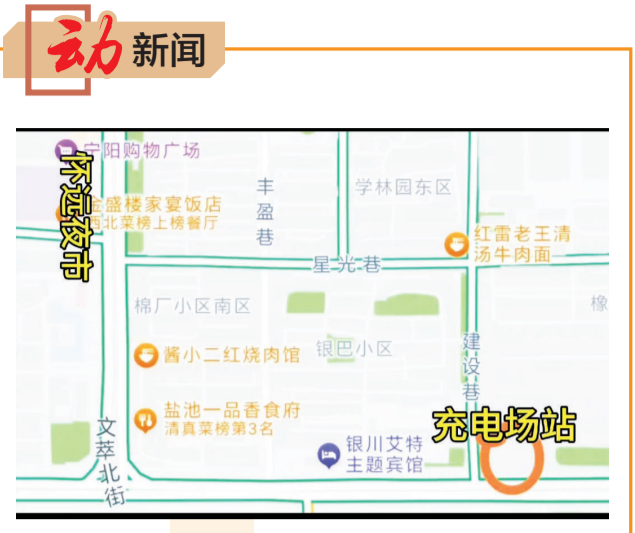 动新闻
宁阳购物广场
怀远夜市
金盛楼家宴饭店
西北菜榜上榜餐厅
丰盈巷
学林园东区
红雷老王清
汤牛肉面
星光巷
棉厂小区南区
橡
酱小二红烧肉馆
银巴小区
建设巷
盐池一品香食府
清真菜榜第3名
文萃北街
银川艾特
主题宾馆
充电场站